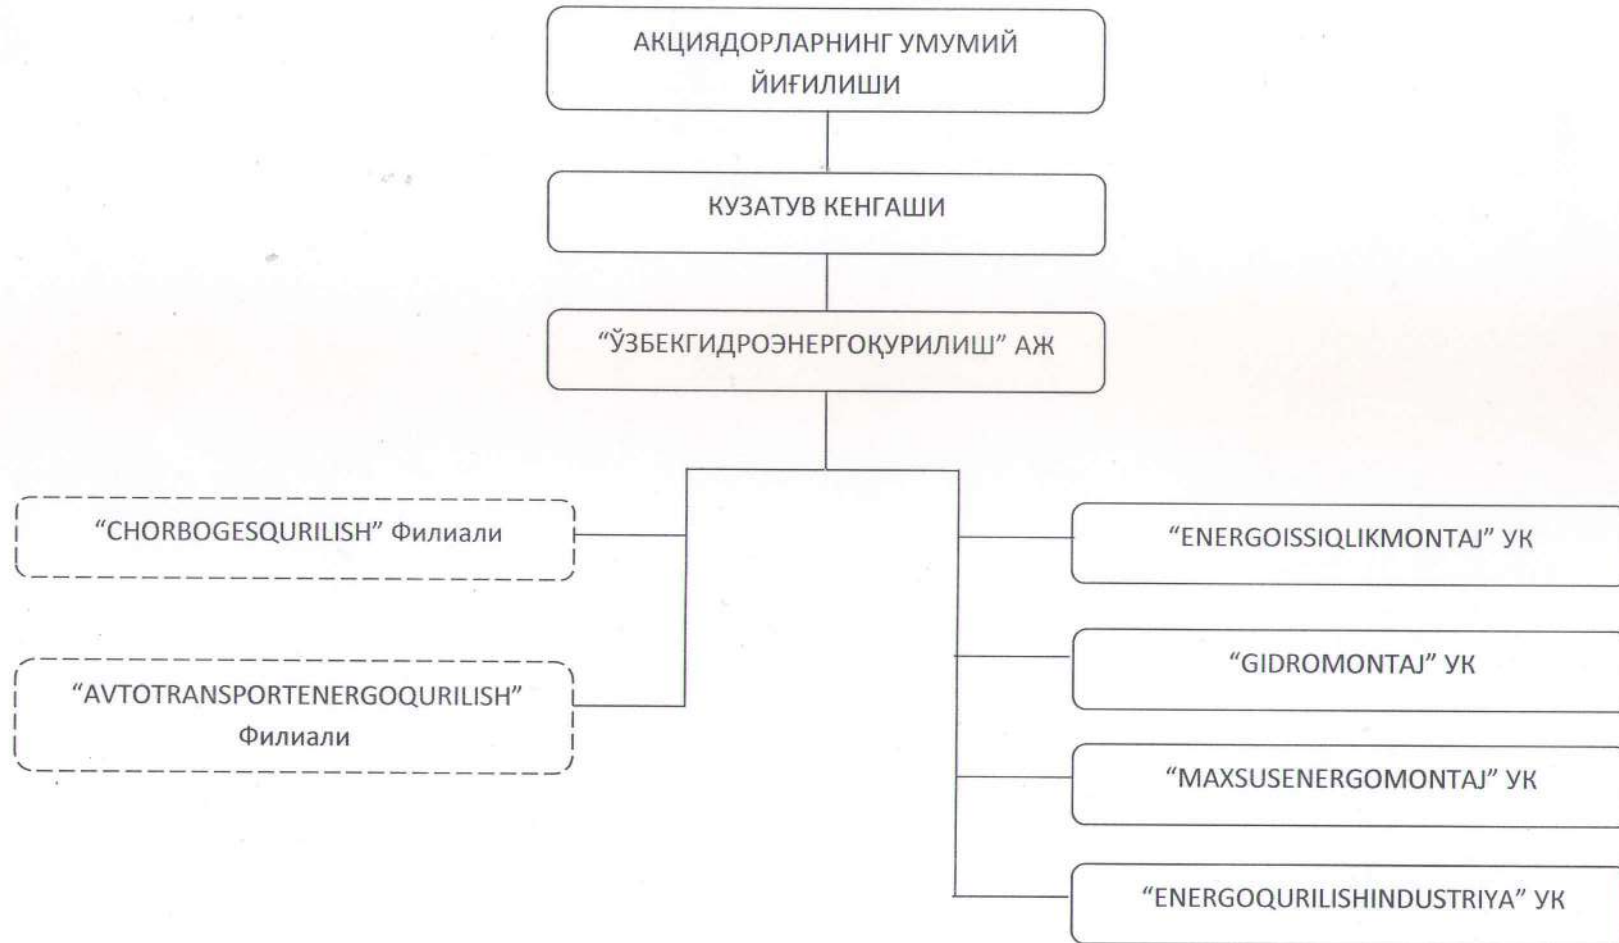 АКЦИЯДОРЛАРНИНГ УМУМИЙ
ЙИҒИЛИШИ
КУЗАТУВ КЕНГАШИ
“ЎЗБЕКГИДРОЭНЕРГОҚУРИЛИШ” АЖ
“CHORBOGESQURILISH” Филиали
“AVTOTRANSPORTENERGOQURILISH”
Филиали
“ENERGOISSIQLIKMONTAJ” УК
“GIDROMONTAJ” УК
“MAXSUSENERGOMONTAJ” УК
“ENERGOQURILISHINDUSTRIYA” УК